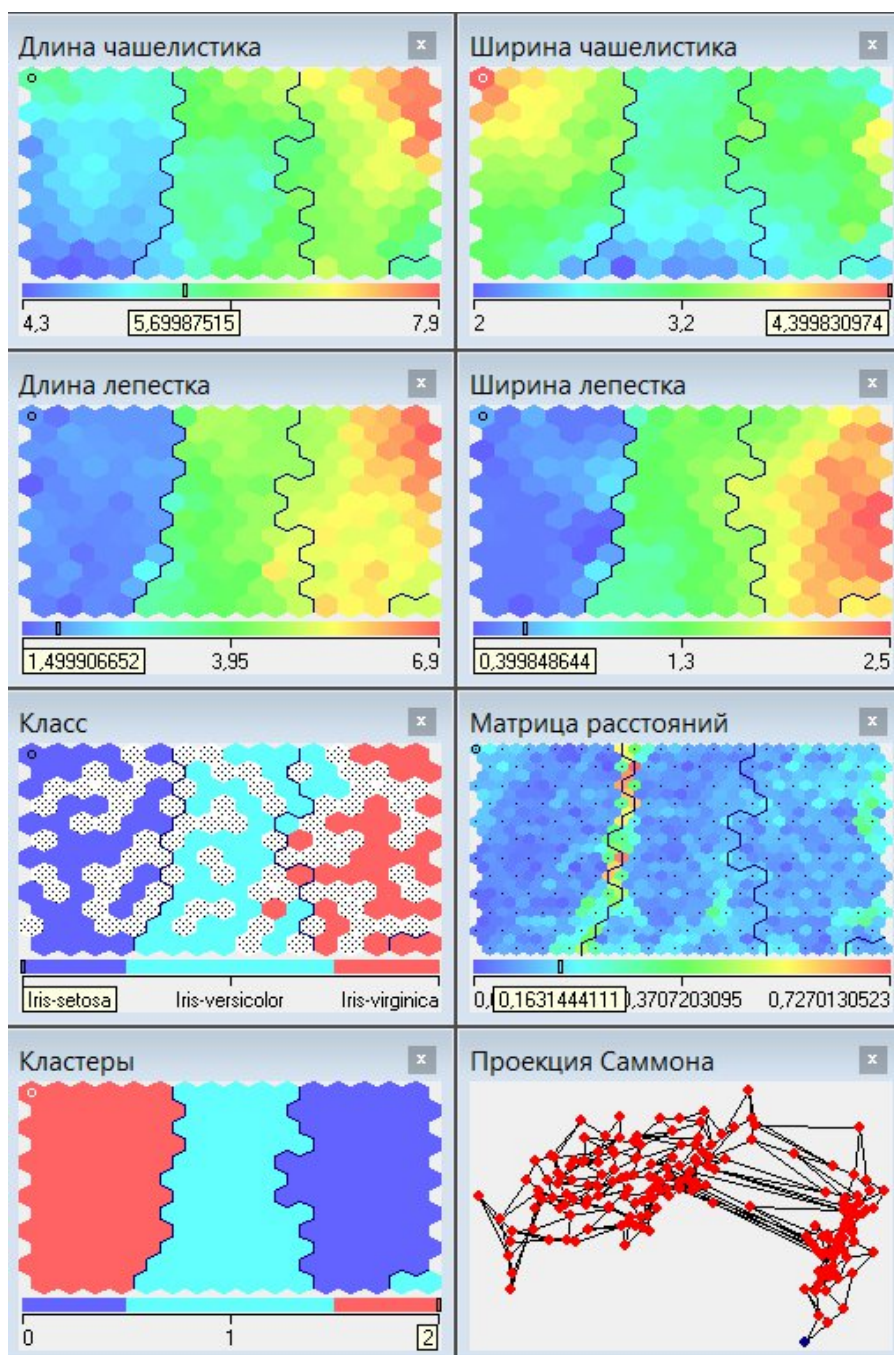 Длина чашелистика
x
Ширина чашелистика
x
4,3
5,69987515
7,9
2
3,2
4,399830974
Длина лепестка
x
Ширина лепестка
x
1,499906652
3,95
6,9
0,399848644
1,3
2,5
Класс
x
Матрица расстояний
x
Iris-setosa
Iris-versicolor
Iris-virginica
0,1631444111
,3707203095
0,7270130523
Кластеры
x
Проекция Саммона
x
0
1
2